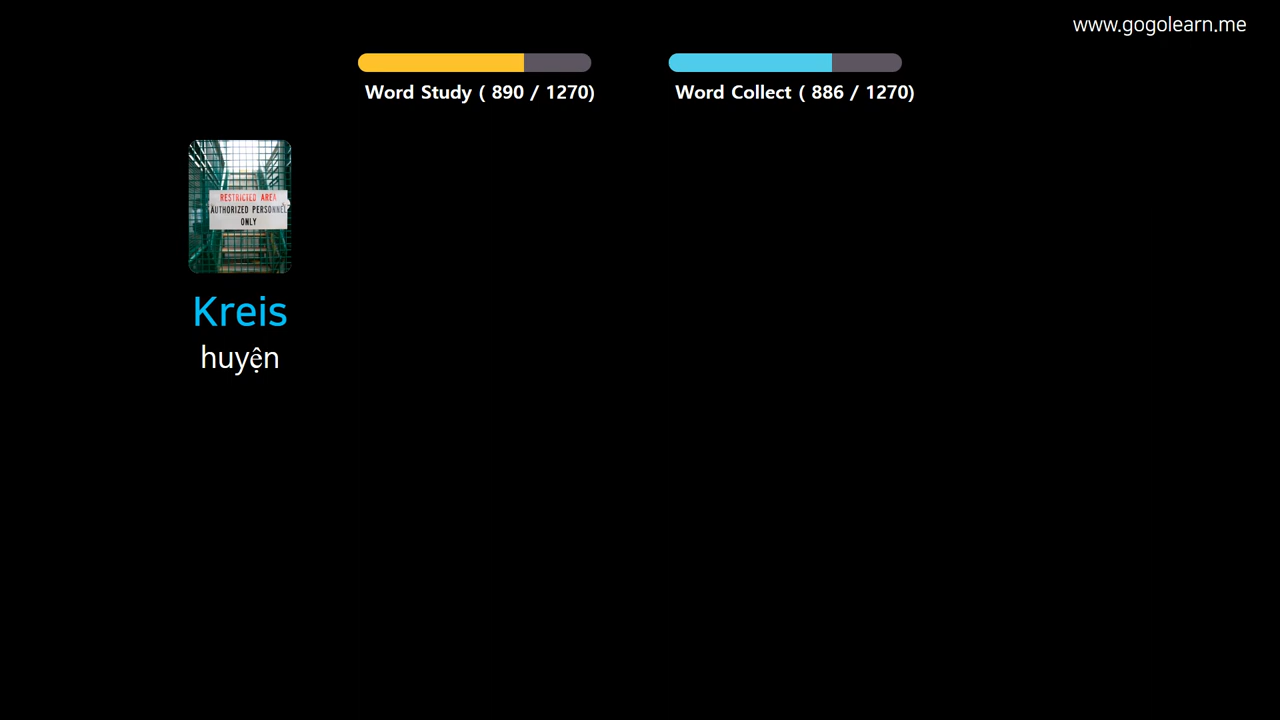 www.gogolearn.me
Word Study ( 890 / 1270)
Word Collect ( 886 / 1270)
RESTRICTED AREA
AUTHORIZED PERSONNEL
ONLY
Kreis
huyện